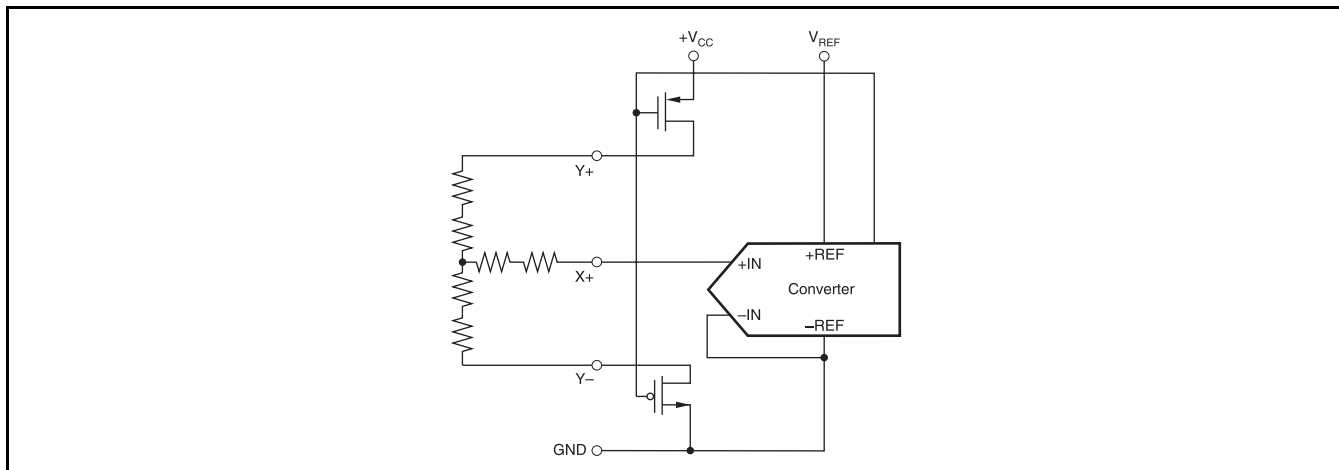 +VCC
VREF
Y+
X+
+IN
+REF
Converter
–IN
–REF
Y–
GND